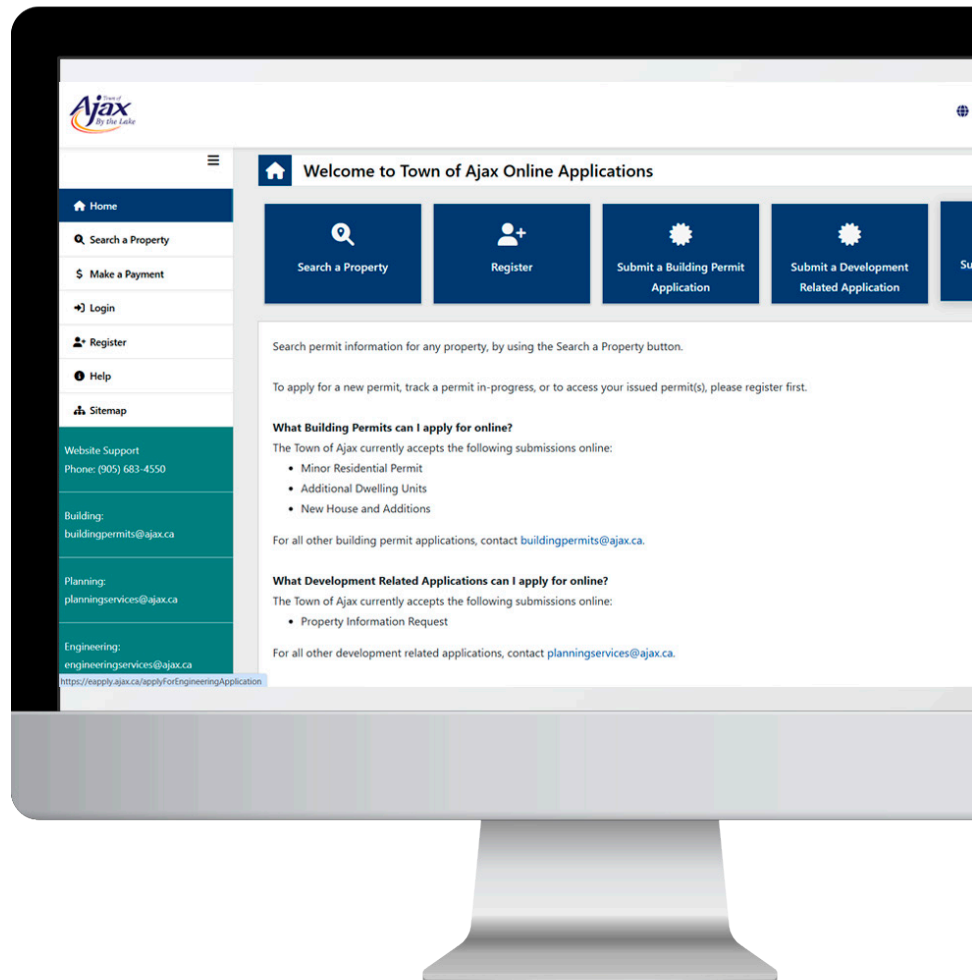 Town of
Ajax
By the Lake
Welcome to Town of Ajax Online Applications
Home
Search a Property
$ Make a Payment
Login
Register
Help
Sitemap
Website Support
Phone: (905) 683-4550
Building:
buildingpermits@ajax.ca
Planning:
planningservices@ajax.ca
Engineering:
engineeringservices@ajax.ca
https://eapply.ajax.ca/applyForEngineeringApplication
Search a Property
Register
Submit a Building Permit
Application
Submit a Development
Related Application
Su
Search permit information for any property, by using the Search a Property button.
To apply for a new permit, track a permit in-progress, or to access your issued permit(s), please register first.
What Building Permits can I apply for online?
The Town of Ajax currently accepts the following submissions online:
• Minor Residential Permit
• Additional Dwelling Units
• New House and Additions
For all other building permit applications, contact buildingpermits@ajax.ca.
What Development Related Applications can I apply for online?
The Town of Ajax currently accepts the following submissions online:
• Property Information Request
For all other development related applications, contact planningservices@ajax.ca.